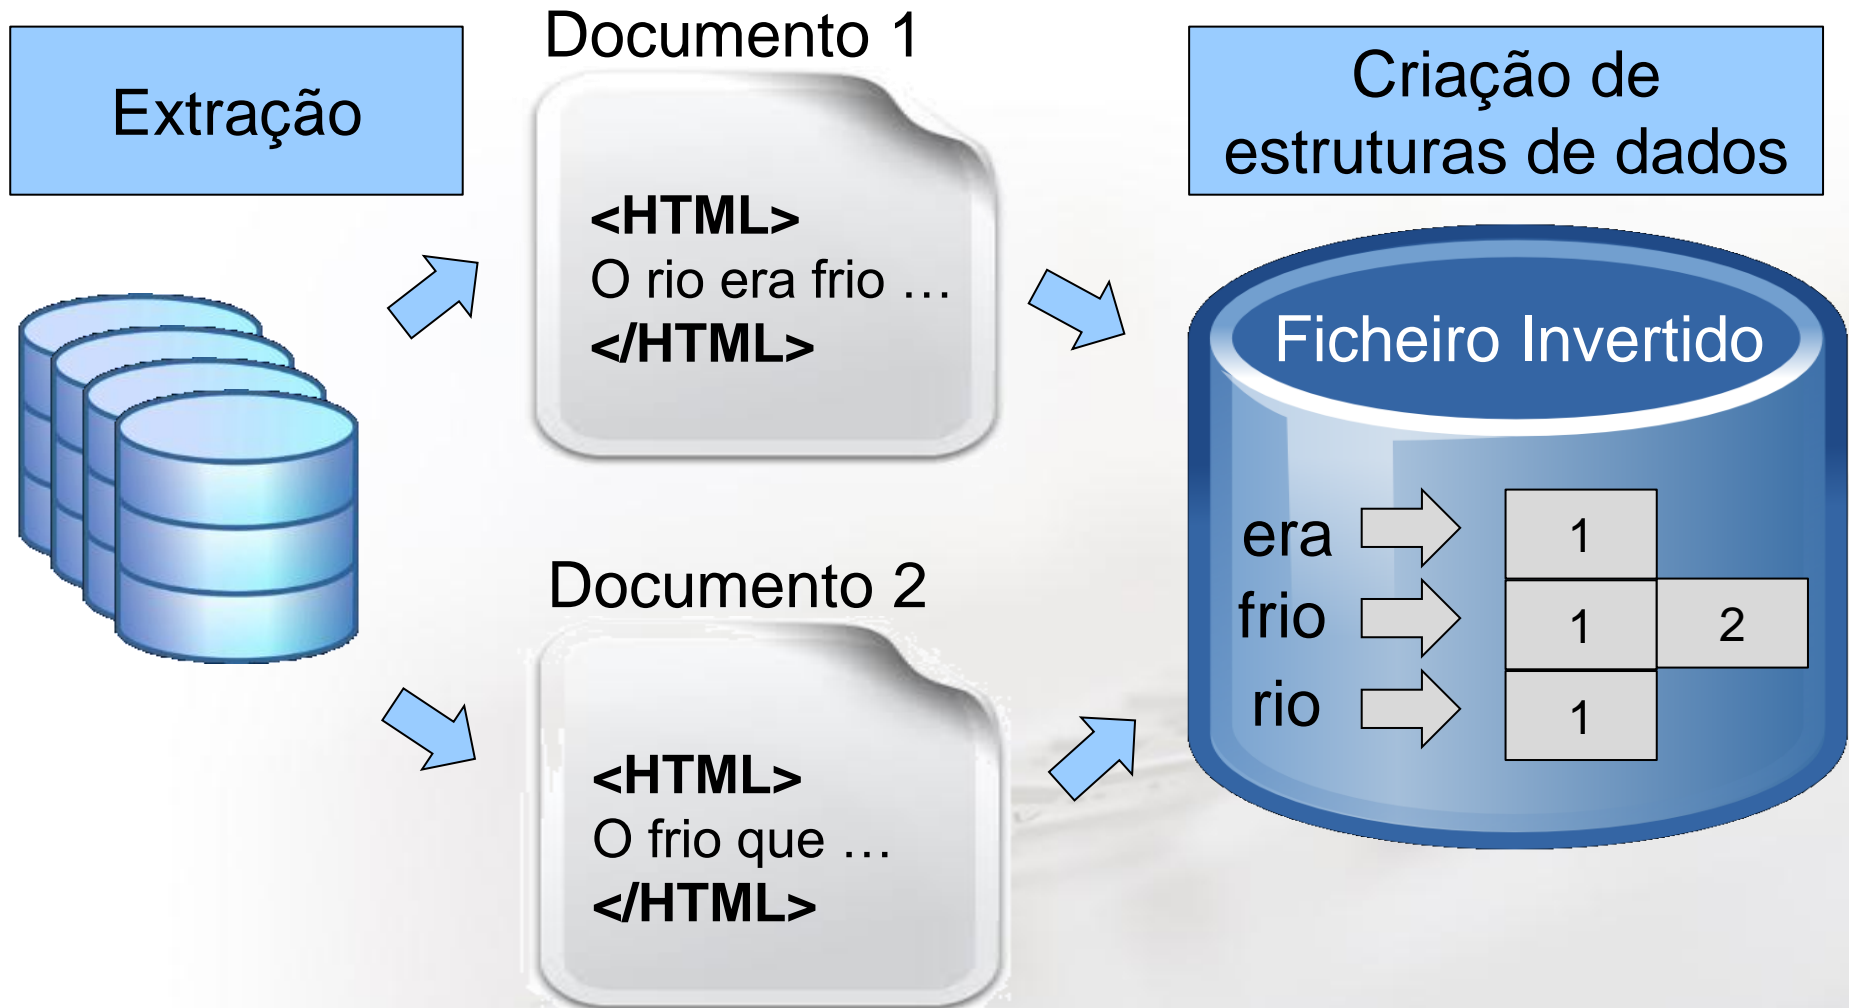 Extração
Documento 1
<HTML>
O rio era frio …
</HTML>
Documento 2
<HTML>
O frio que …
</HTML>
Criação de
estruturas de dados
Ficheiro Invertido
era 1
frio 1 2
rio 1